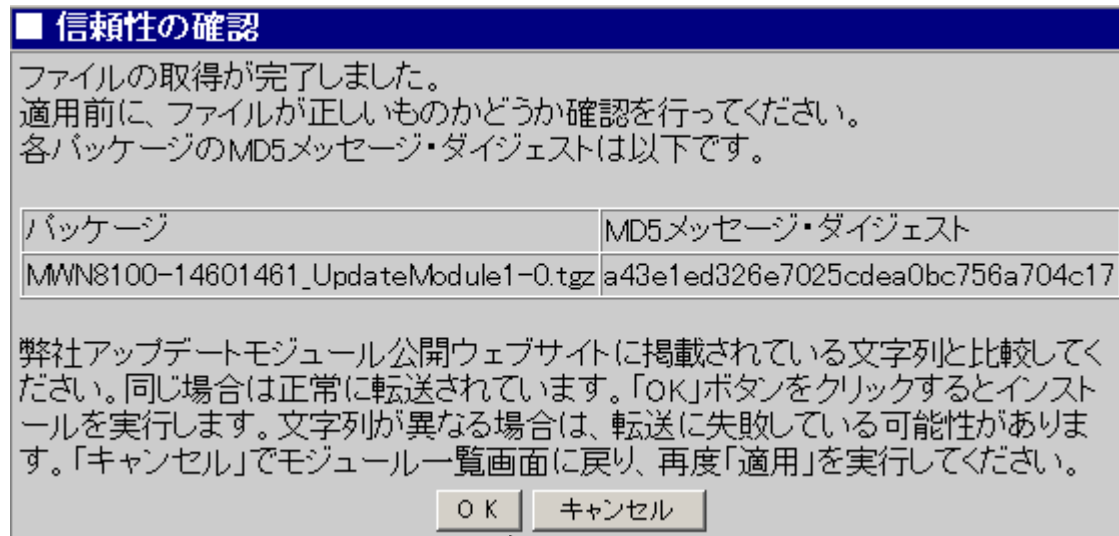 ■ 信頼性の確認
ファイルの取得が完了しました。
適用前に、ファイルが正しいものかどうか確認を行ってください。
各パッケージのMD5メッセージ・ダイジェストは以下です。
パッケージ MD5メッセージ・ダイジェスト
MWN8100-14601461_UpdateModule1-0.tgz a43e1ed326e7025cdea0bc756a704c17
弊社アップデートモジュール公開ウェブサイトに掲載されている文字列と比較してく
ださい。同じ場合は正常に転送されています。「OK」ボタンをクリックするとインスト
ールを実行します。文字列が異なる場合は、転送に失敗している可能性がありま
す。「キャンセル」でモジュール一覧画面に戻り、再度「適用」を実行してください。
ＯＫ キャンセル